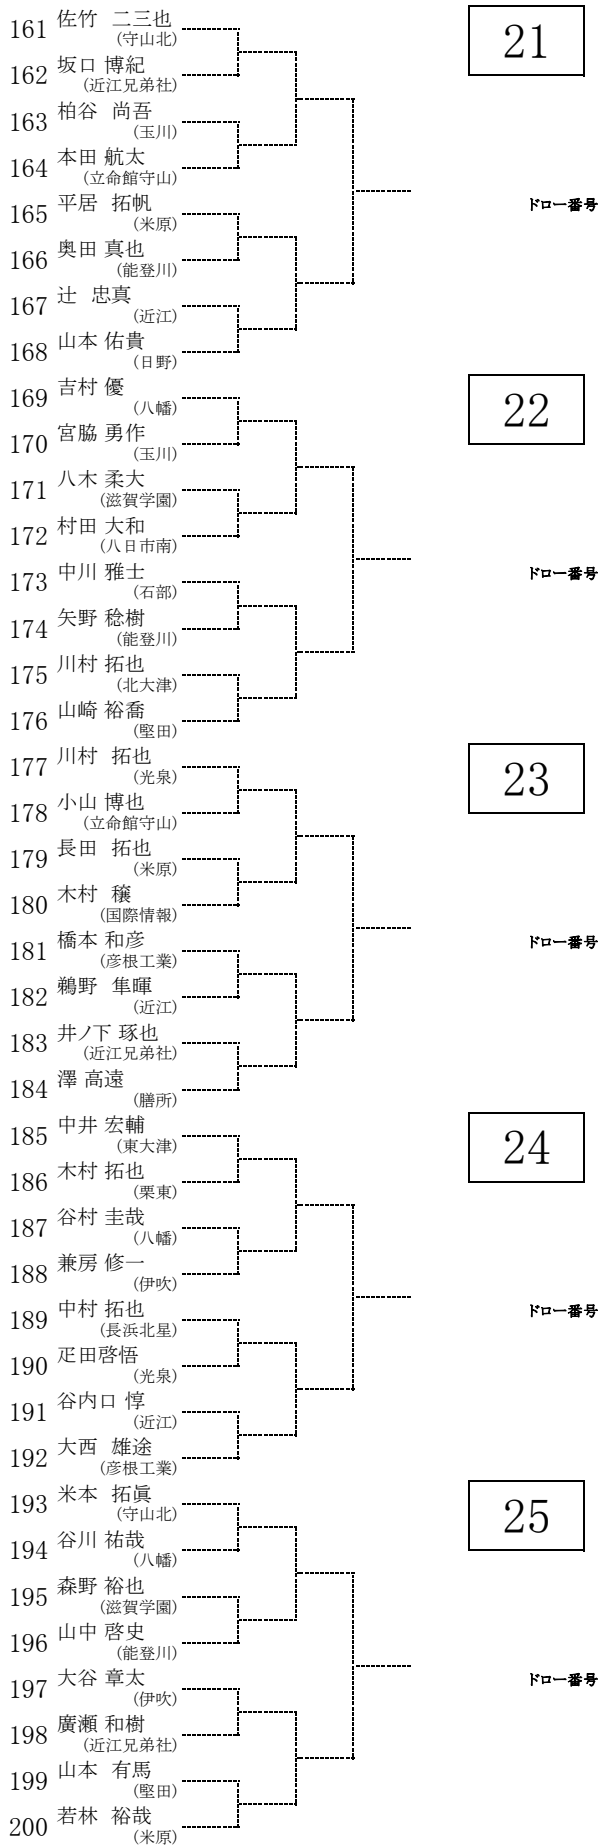 161 佐竹 二三也
(守山北)
21
162 坂口 博紀
(近江兄弟社)
163 柏谷 尚吾
(玉川)
164 本田 航太
(立命館守山)
ドロー番号
165 平居 拓帆
(米原)
166 奥田 真也
(能登川)
167 辻 忠真
(近江)
168 山本 佑貴
(日野)
169 吉村 優
(八幡)
22
170 宮脇 勇作
(玉川)
171 八木 柔大
(滋賀学園)
172 村田 大和
(八日市南)
ドロー番号
173 中川 雅士
(石部)
174 矢野 稔樹
(能登川)
175 川村 拓也
(北大津)
176 山崎 裕喬
(堅田)
177 川村 拓也
(光泉)
23
178 小山 博也
(立命館守山)
179 長田 拓也
(米原)
180 木村 穣
(国際情報)
ドロー番号
181 橋本 和彦
(彦根工業)
182 鵜野 隼暉
(近江)
183 井ノ下 琢也
(近江兄弟社)
184 澤 高遠
(膳所)
185 中井 宏輔
(東大津)
24
186 木村 拓也
(栗東)
187 谷村 圭哉
(八幡)
188 兼房 修一
(伊吹)
ドロー番号
189 中村 拓也
(長浜北星)
190 疋田啓悟
(光泉)
191 谷内口 惇
(近江)
192 大西 雄途
(彦根工業)
193 米本 拓眞
(守山北)
25
194 谷川 祐哉
(八幡)
195 森野 裕也
(滋賀学園)
196 山中 啓史
(能登川)
ドロー番号
197 大谷 章太
(伊吹)
198 廣瀬 和樹
(近江兄弟社)
199 山本 有馬
(堅田)
200 若林 裕哉
(米原)